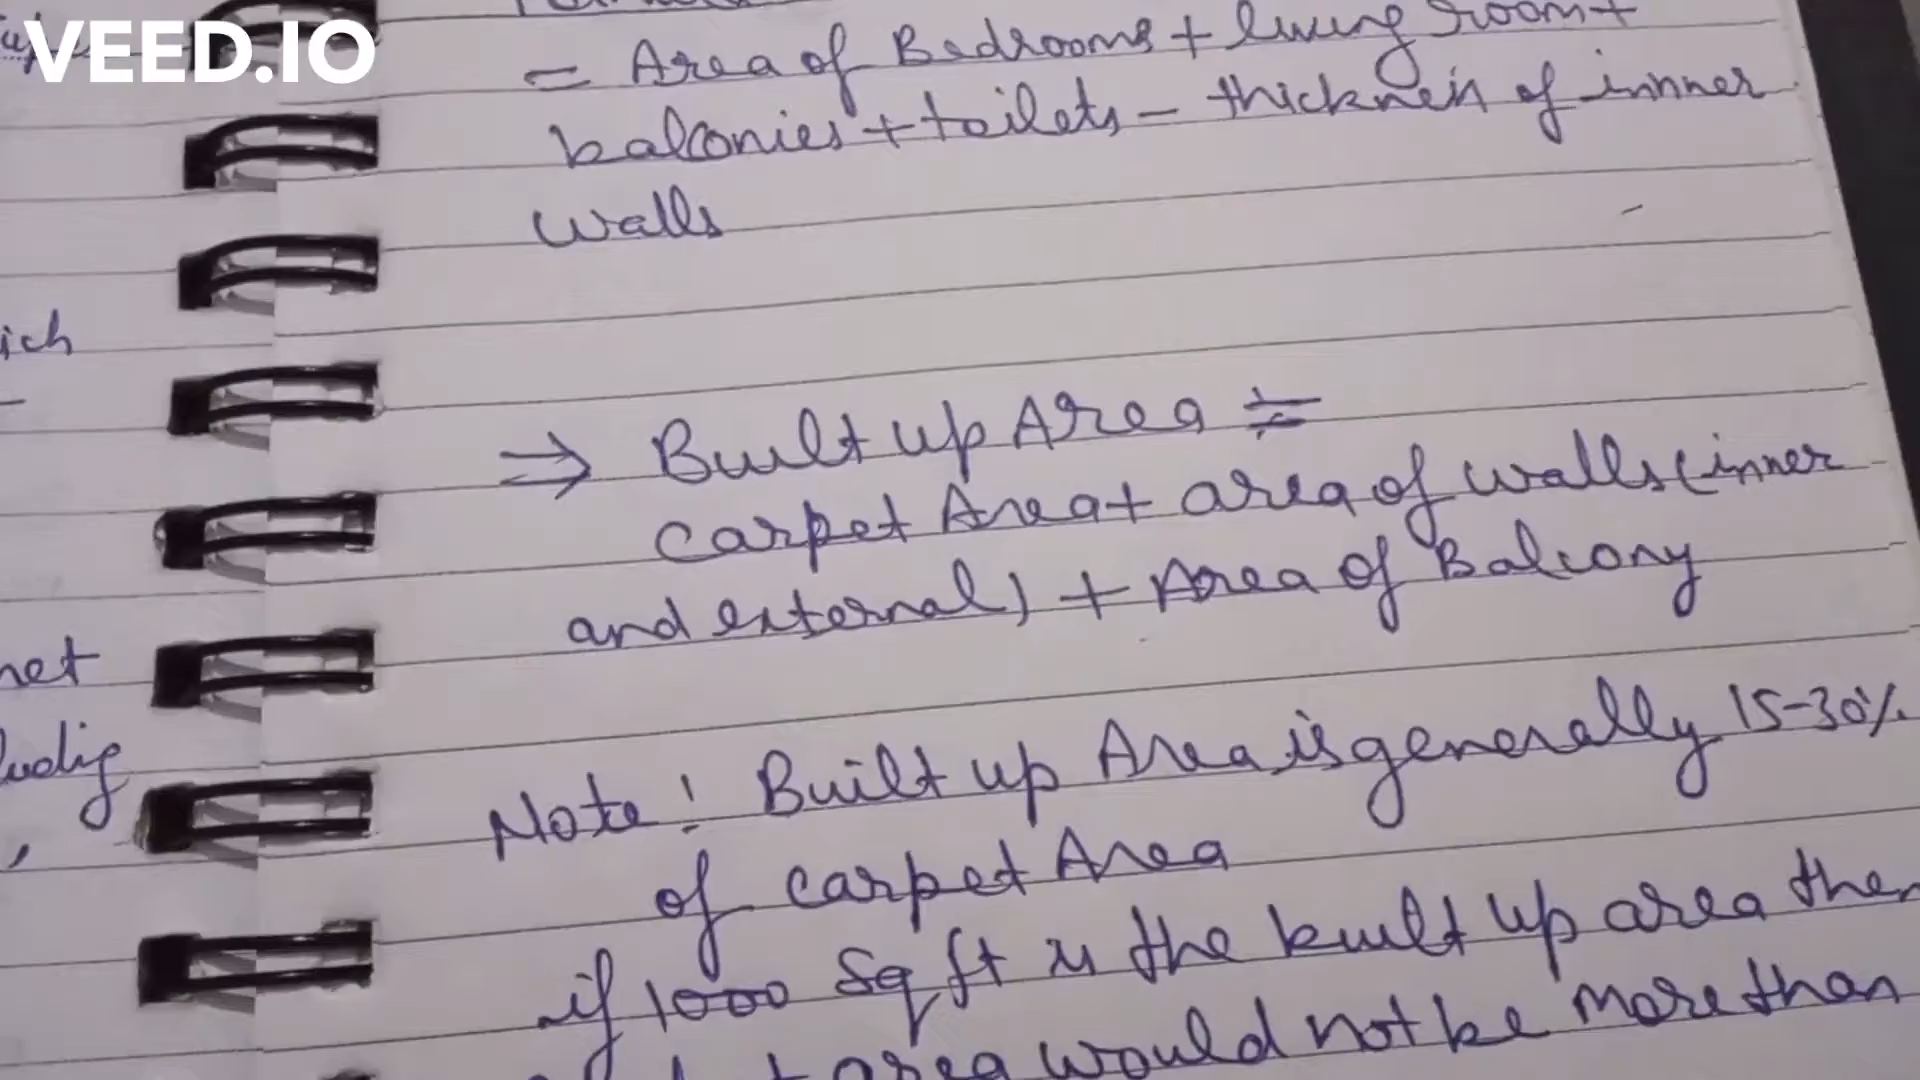 VEED.IO
= Area of Bedrooms + living room +
balconies + toilets - thickness of innner
walls
ich
⇒ Built up Area =
carpet Area + area of walls (inner
and external) + Area of Balcony
net
luding
Note: Built up Area is generally 15-30%
of carpet Area
,
if 1000 Sq ft is the built up area then
area would not be more than